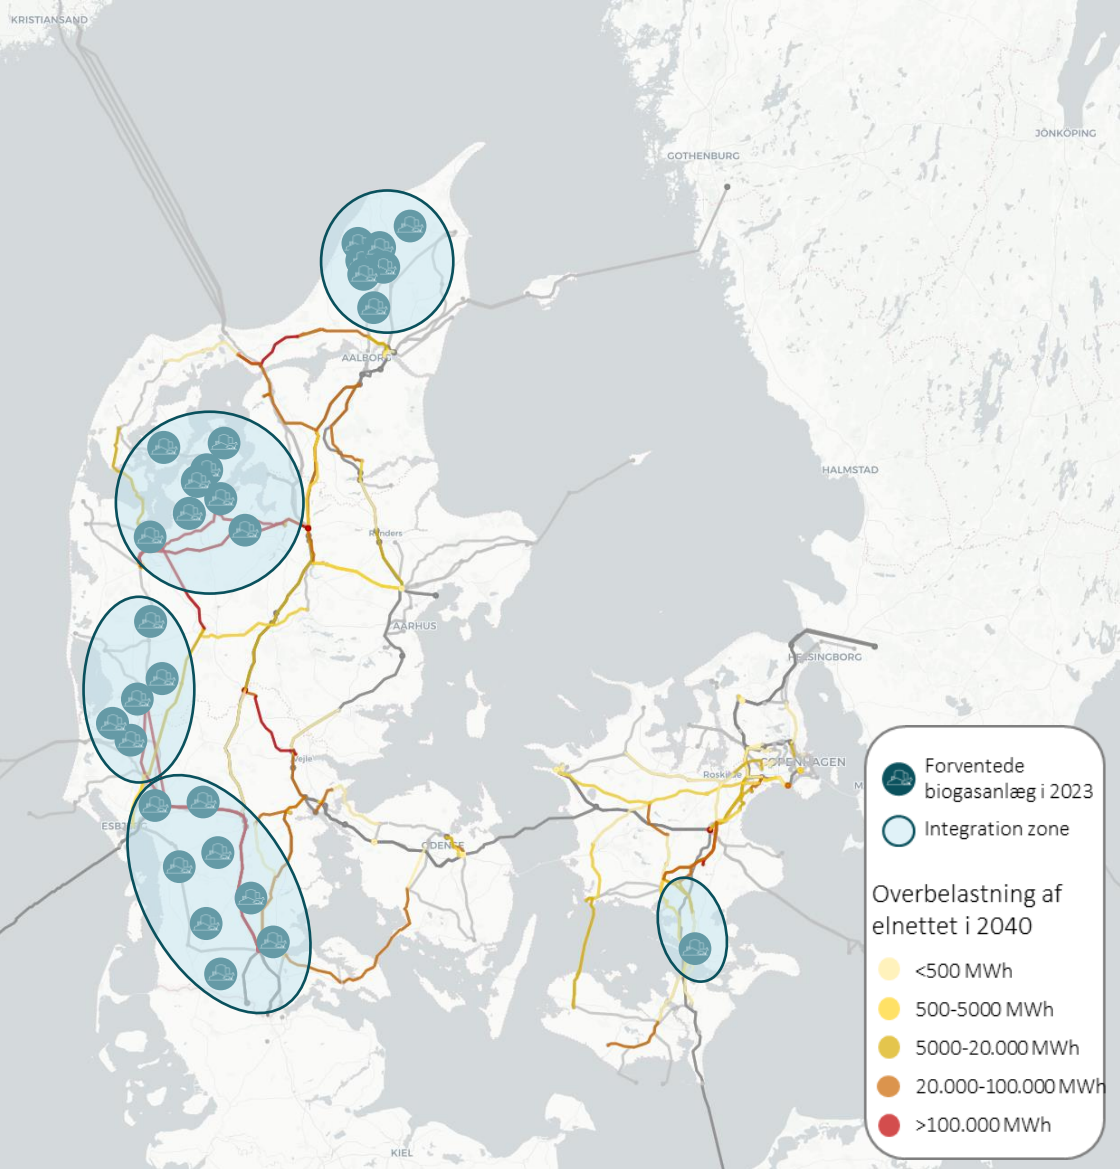 KRISTIANSAND
JÖNKÖPING
GOTHENBURG
AALBORG
HALMSTAD
Randers
AARHUS
HELSINGBORG
Vejle
COPENHAGEN
Roskilde
M
ESBJ
ODENSE
KIEL
Forventede
biogasanlæg i 2023
Integration zone
Overbelastning af
elnettet i 2040
<500 MWh
500-5000 MWh
5000-20.000 MWh
20.000-100.000 MWh
>100.000 MWh